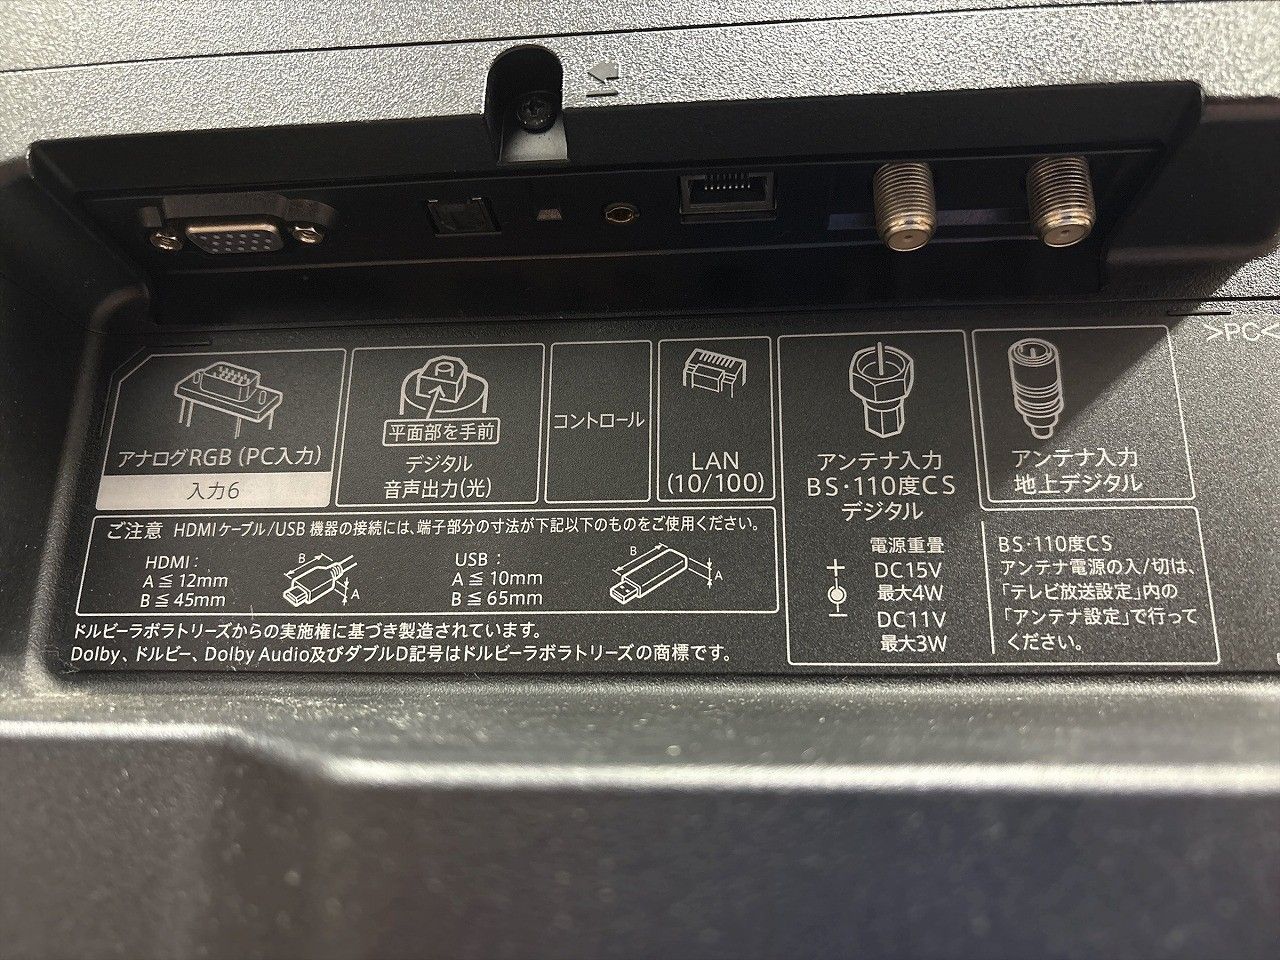 >PC<
アナログRGB(PC入力)
入力6
平面部を手前
デジタル
音声出力(光)
コントロール
LAN
(10/100)
アンテナ入力
BS・110度CS
デジタル
アンテナ入力
地上デジタル
ご注意 HDMIケーブル/USB機器の接続には、端子部分の寸法が下記以下のものをご使用ください。
HDMI:
A≦12mm
B≦45mm
B
A
USB:
A≦10mm
B≦65mm
B
A
電源重畳
+
DC15V
最大4W
−
DC11V
最大3W
BS・110度CS
アンテナ電源の入/切は、
「テレビ放送設定」内の
「アンテナ設定」で行って
ください。
ドルビーラボラトリーズからの実施権に基づき製造されています。
Dolby、ドルビー、Dolby Audio及びダブルD記号はドルビーラボラトリーズの商標です。